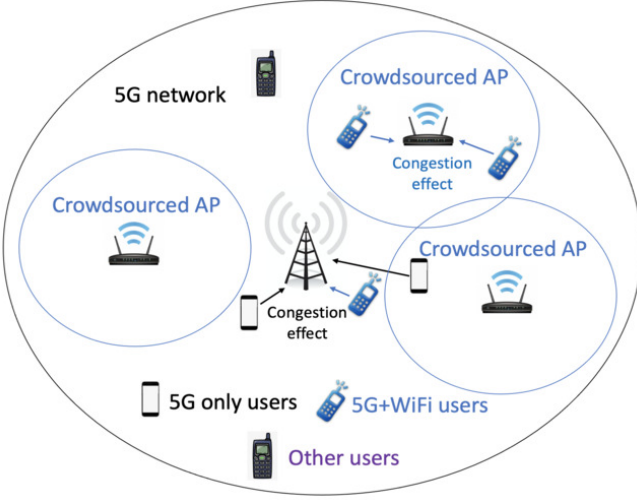 Crowdsourced AP
5G network
Congestion
effect
Crowdsourced AP
Crowdsourced AP
Congestion
effect
5G only users
5G+WiFi users
Other users